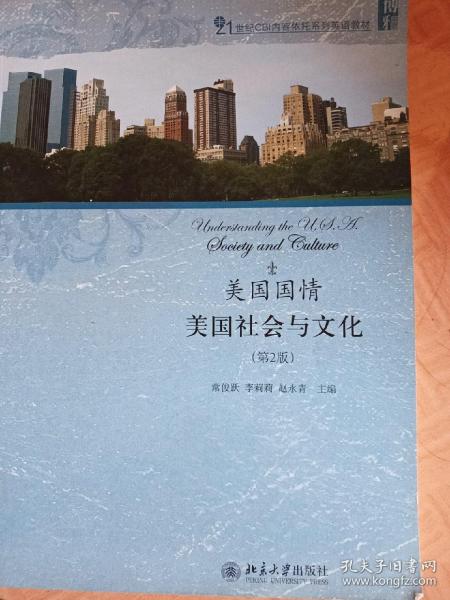 21世纪CBI内容依托系列英语教材
博雅
Understanding the U.S.A.
Society and Culture
美国国情
美国社会与文化
(第2版)
常俊跃 李莉莉 赵永青 主编
北京大学出版社
PEKING UNIVERSITY PRESS
孔夫子旧书网
www.kongfz.com